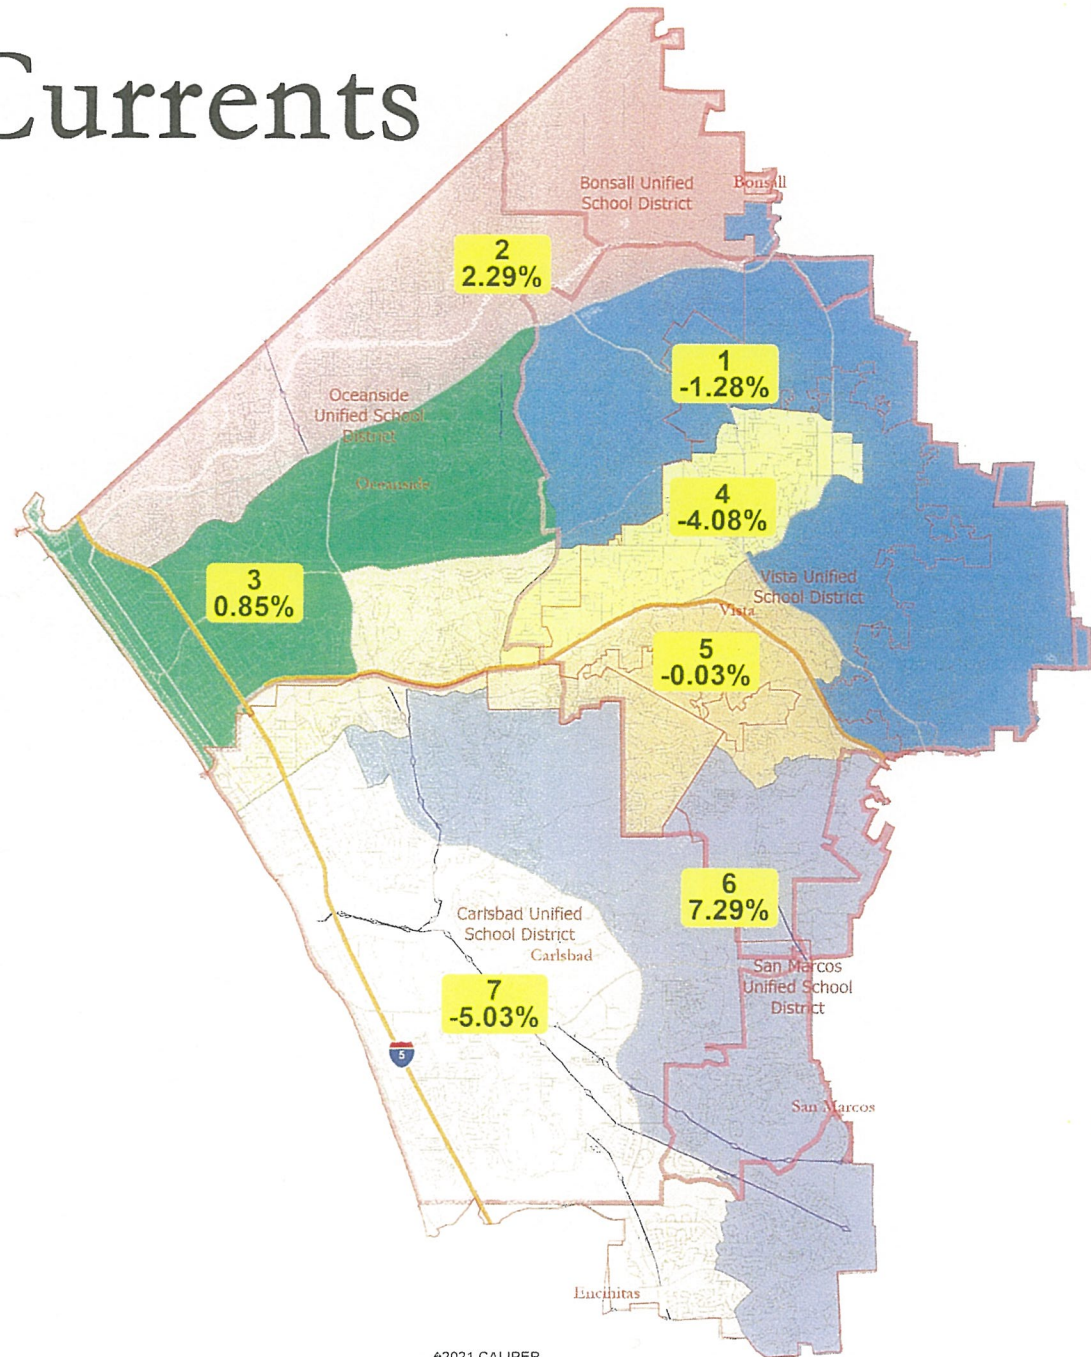 Currents
Bonsall Unified
School District
Bonsall
2
2.29%
1
-1.28%
Oceanside
Unified School
District
Oceanside
4
-4.08%
3
0.85%
Vista Unified
School District
Vista
5
-0.03%
6
7.29%
Carlsbad Unified
School District
Carlsbad
San Marcos
Unified School
District
7
-5.03%
5
San Marcos
Encinitas
©2021 CALIPER